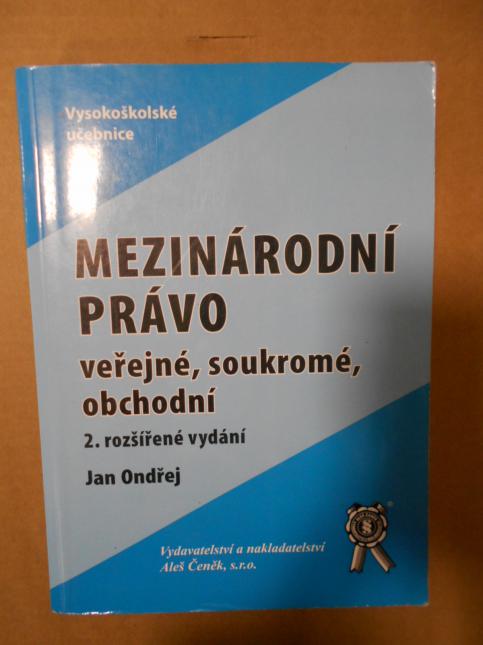 Vysokoškolské
učebnice
MEZINÁRODNÍ
PRÁVO
veřejné, soukromé,
obchodní
2. rozšířené vydání
Jan Ondřej
Vydavatelství a nakladatelství
Aleš Čeněk, s.r.o.